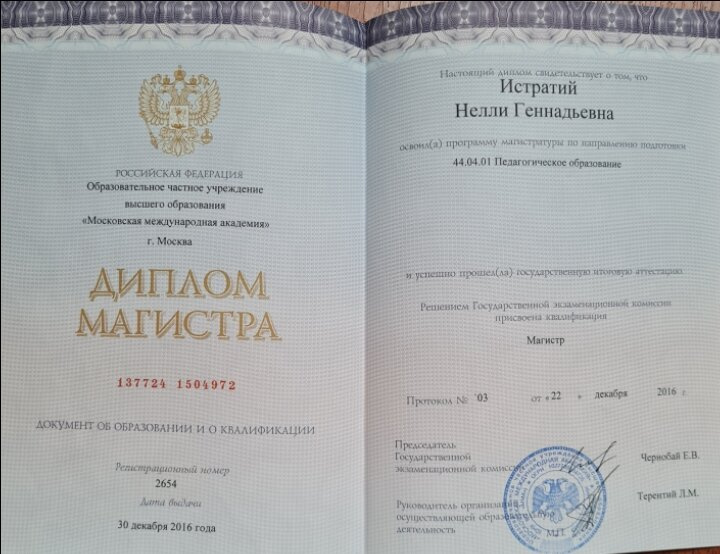 РОССИЙСКАЯ ФЕДЕРАЦИЯ
Образовательное частное учреждение
высшего образования
«Московская международная академия»
г. Москва
ДИПЛОМ
МАГИСТРА
137724 1504972
ДОКУМЕНТ ОБ ОБРАЗОВАНИИ И О КВАЛИФИКАЦИИ
Регистрационный номер
2654
Дата выдачи
30 декабря 2016 года
Настоящий диплом свидетельствует о том, что
Истратий
Нелли Геннадьевна
освоил(а) программу магистратуры по направлению подготовки
44.04.01 Педагогическое образование
и успешно прошел(ла) государственную итоговую аттестацию
Решением Государственной экзаменационной комиссии
присвоена квалификация
Магистр
Протокол № 03 от « 22 » декабря 2016 г.
Председатель
Государственной
экзаменационной комиссии
Чернобай Е.В.
Терентий Л.М.
Руководитель организации,
осуществляющей образовательную
деятельность
М.П.